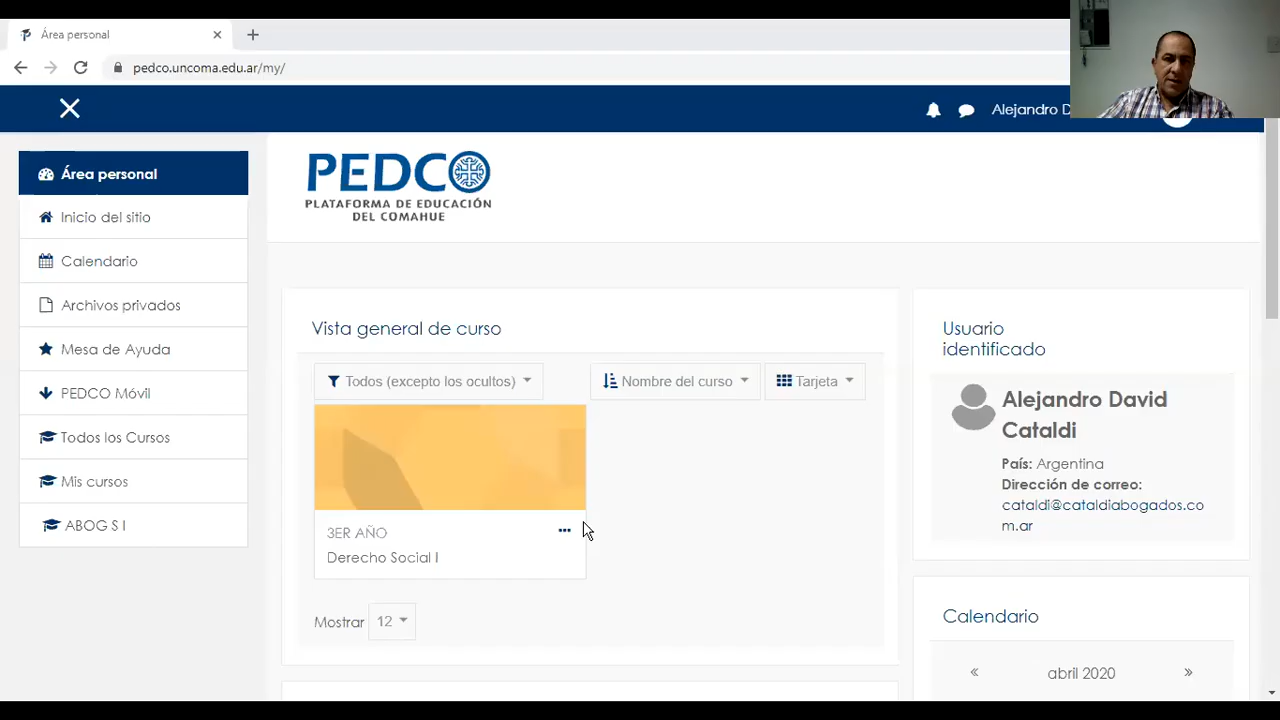 Área personal
pedco.uncoma.edu.ar/my/
Alejandro D
Área personal
Inicio del sitio
Calendario
Archivos privados
Mesa de Ayuda
PEDCO Móvil
Todos los Cursos
Mis cursos
ABOG S I
PEDCO
PLATAFORMA DE EDUCACIÓN
DEL COMAHUE
Vista general de curso
Todos (excepto los ocultos)
Nombre del curso
Tarjeta
3ER AÑO
Derecho Social I
Mostrar 12
Usuario
identificado
Alejandro David
Cataldi
País: Argentina
Dirección de correo:
cataldi@cataldiabogados.co
m.ar
Calendario
« abril 2020 »